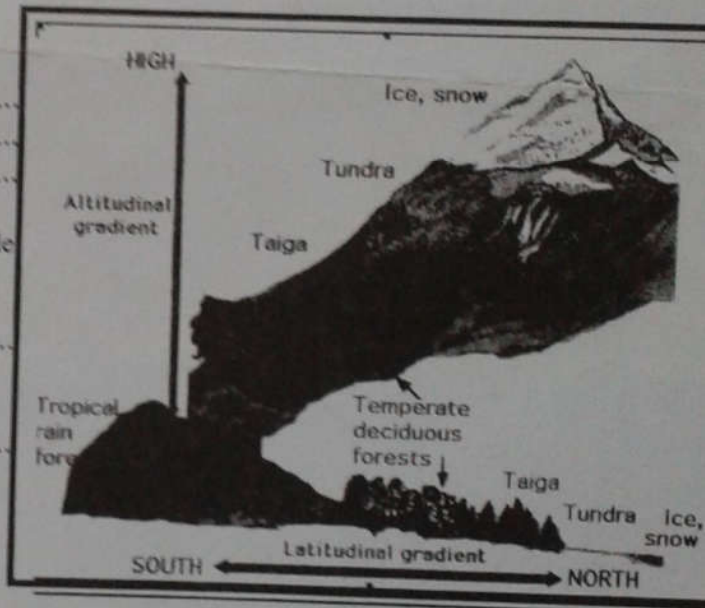 HIGH
Ice, snow
Tundra
Altitudinal
gradient
Taiga
Tropical
rain
fore
Temperate
deciduous
forests
Taiga
Tundra
Ice,
snow
Latitudinal gradient
SOUTH
NORTH